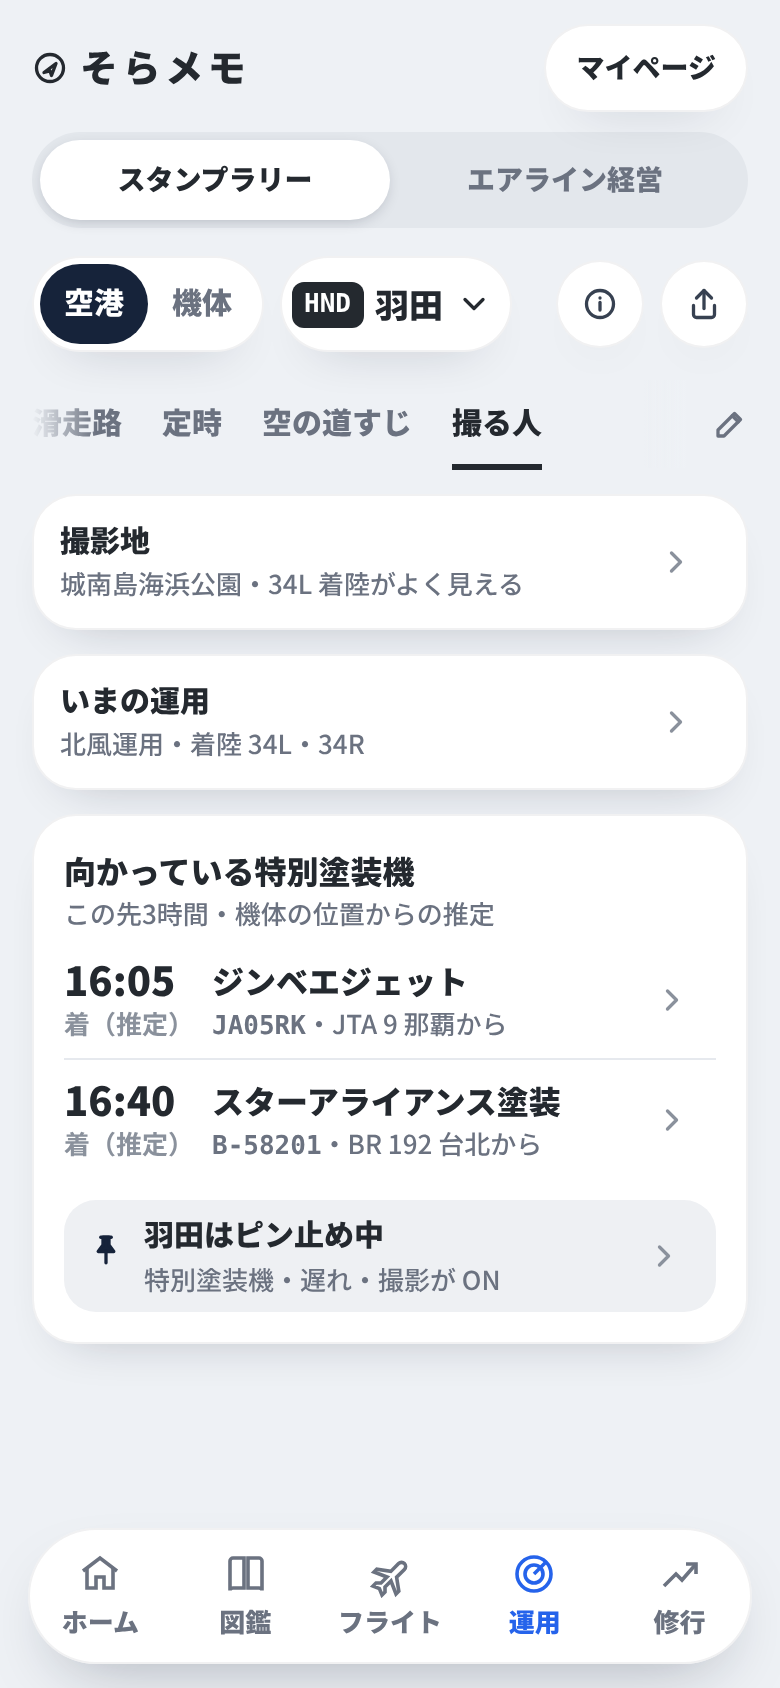 そらメモ
マイページ
スタンプラリー
エアライン経営
空港
機体
HND 羽田
滑走路
定時
空の道すじ
撮る人
撮影地
城南島海浜公園・34L 着陸がよく見える
いまの運用
北風運用・着陸 34L・34R
向かっている特別塗装機
この先3時間・機体の位置からの推定
16:05 ジンベエジェット
着（推定） JA05RK・JTA 9 那覇から
16:40 スターアライアンス塗装
着（推定） B-58201・BR 192 台北から
羽田はピン止め中
特別塗装機・遅れ・撮影が ON
ホーム
図鑑
フライト
運用
修行